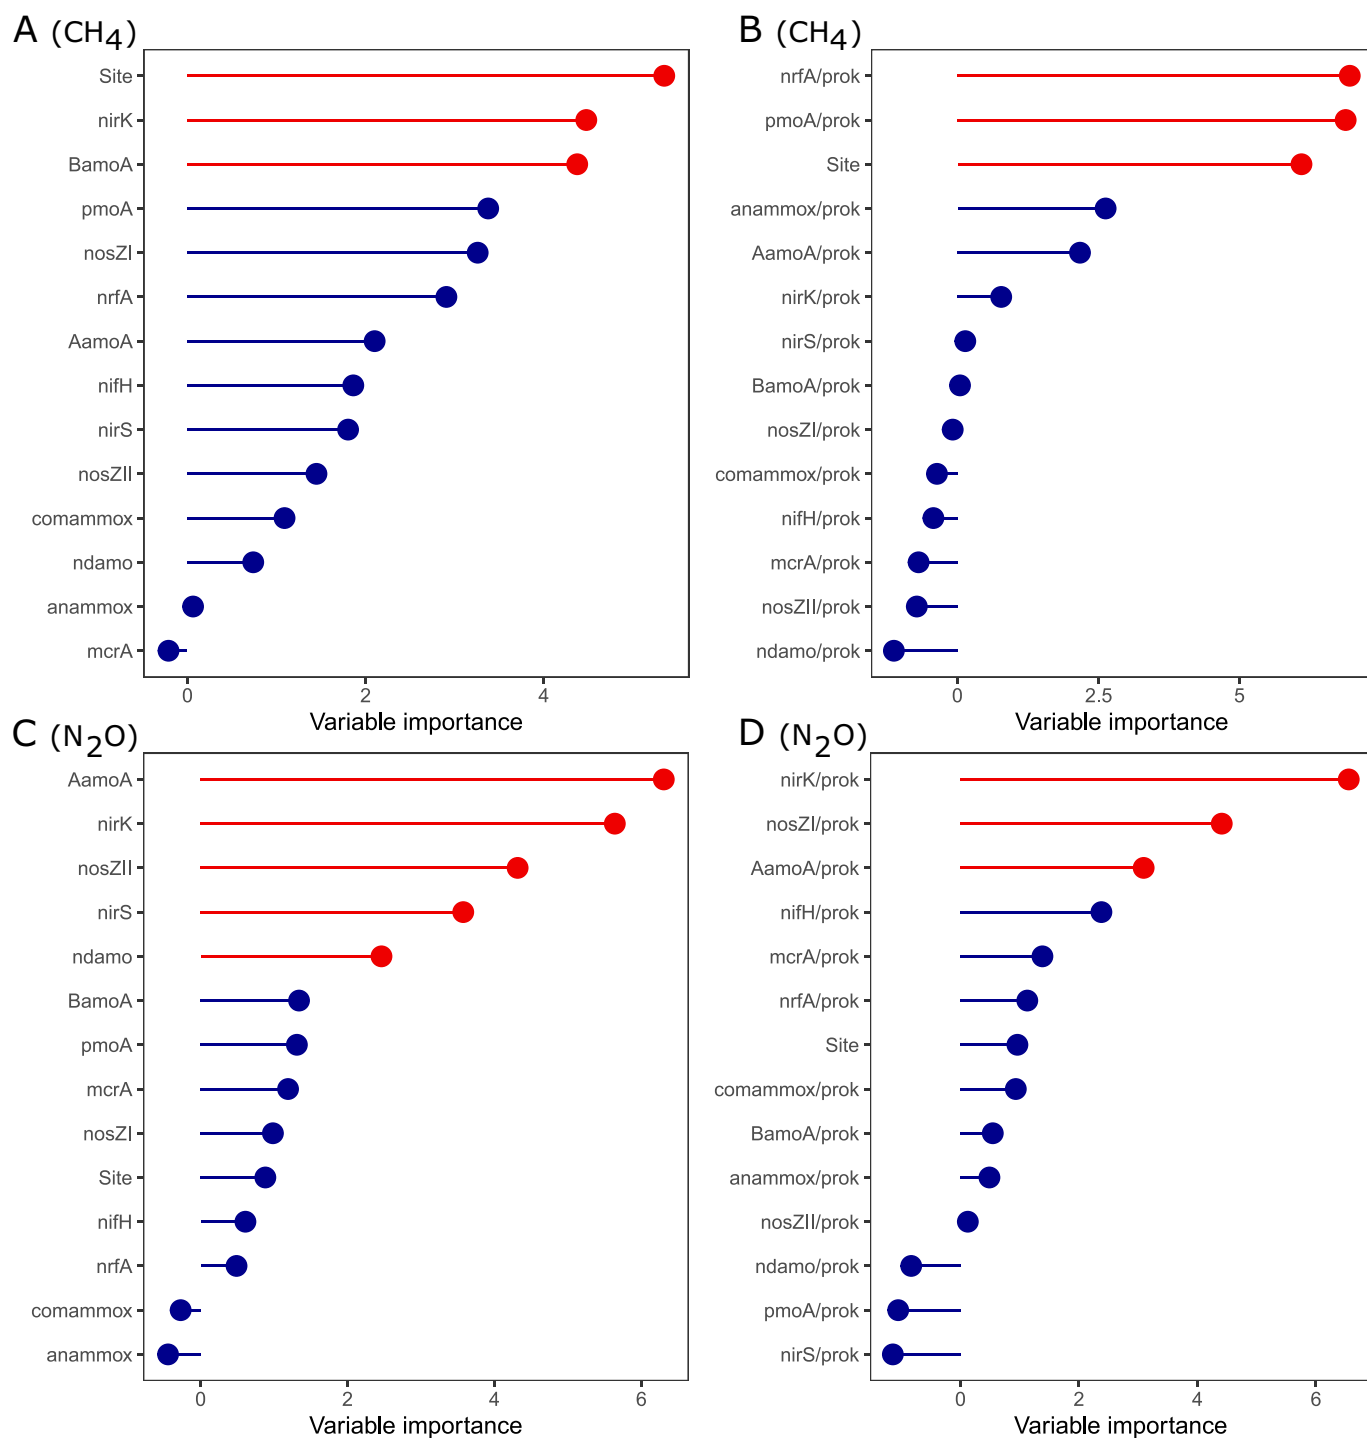 A (CH4)
Site
nirK
BamoA
pmoA
nosZI
nrfA
AamoA
nifH
nirS
nosZII
comammox
ndamo
anammox
mcrA
0 2 4
Variable importance
B (CH4)
nrfA/prok
pmoA/prok
Site
anammox/prok
AamoA/prok
nirK/prok
nirS/prok
BamoA/prok
nosZI/prok
comammox/prok
nifH/prok
mcrA/prok
nosZII/prok
ndamo/prok
0 2.5 5
Variable importance
C (N2O)
AamoA
nirK
nosZII
nirS
ndamo
BamoA
pmoA
mcrA
nosZI
Site
nifH
nrfA
comammox
anammox
0 2 4 6
Variable importance
D (N2O)
nirK/prok
nosZI/prok
AamoA/prok
nifH/prok
mcrA/prok
nrfA/prok
Site
comammox/prok
BamoA/prok
anammox/prok
nosZII/prok
ndamo/prok
pmoA/prok
nirS/prok
0 2 4 6
Variable importance